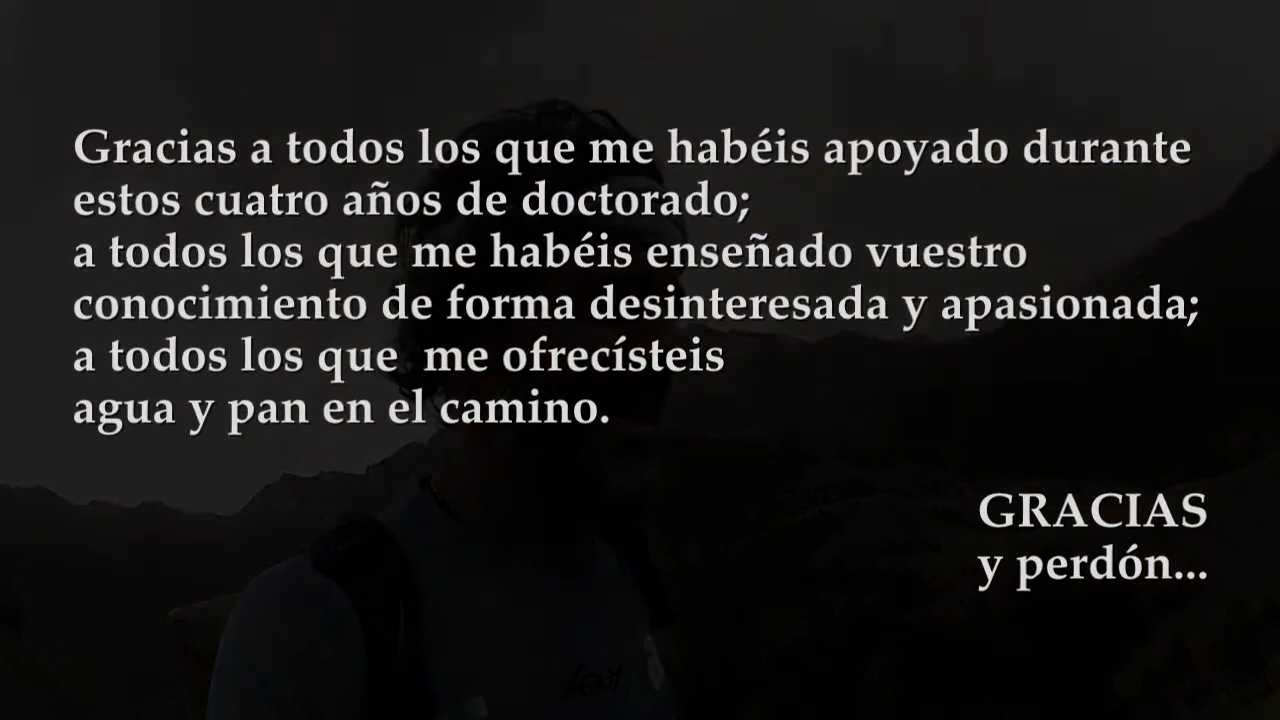 Gracias a todos los que me habéis apoyado durante
estos cuatro años de doctorado;
a todos los que me habéis enseñado vuestro
conocimiento de forma desinteresada y apasionada;
a todos los que  me ofrecísteis
agua y pan en el camino.
GRACIAS
y perdón...